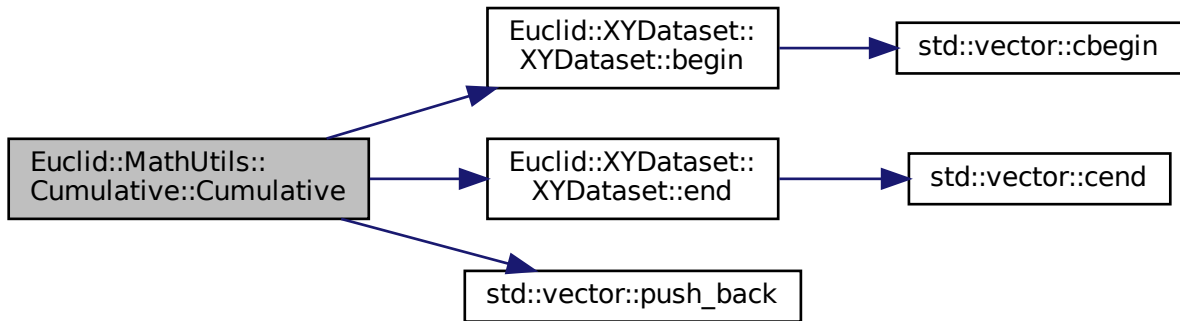 Euclid::XYDataset::
XYDataset::begin
std::vector::cbegin
Euclid::MathUtils::
Cumulative::Cumulative
Euclid::XYDataset::
XYDataset::end
std::vector::cend
std::vector::push_back